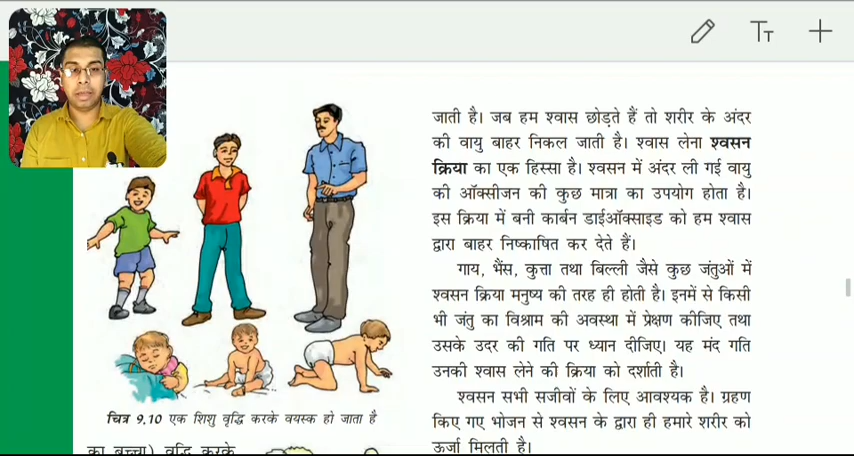 चित्र 9.10 एक शिशु वृद्धि करके वयस्क हो जाता है
का बच्चा) वृद्धि करके
जाती है। जब हम श्वास छोड़ते हैं तो शरीर के अंदर
की वायु बाहर निकल जाती है। श्वास लेना श्वसन
क्रिया का एक हिस्सा है। श्वसन में अंदर ली गई वायु
की ऑक्सीजन की कुछ मात्रा का उपयोग होता है।
इस क्रिया में बनी कार्बन डाईऑक्साइड को हम श्वास
द्वारा बाहर निष्काषित कर देते हैं।
गाय, भैंस, कुत्ता तथा बिल्ली जैसे कुछ जंतुओं में
श्वसन क्रिया मनुष्य की तरह ही होती है। इनमें से किसी
भी जंतु का विश्राम की अवस्था में प्रेक्षण कीजिए तथा
उसके उदर की गति पर ध्यान दीजिए। यह मंद गति
उनकी श्वास लेने की क्रिया को दर्शाती है।
श्वसन सभी सजीवों के लिए आवश्यक है। ग्रहण
किए गए भोजन से श्वसन के द्वारा ही हमारे शरीर को
ऊर्जा मिलती है।